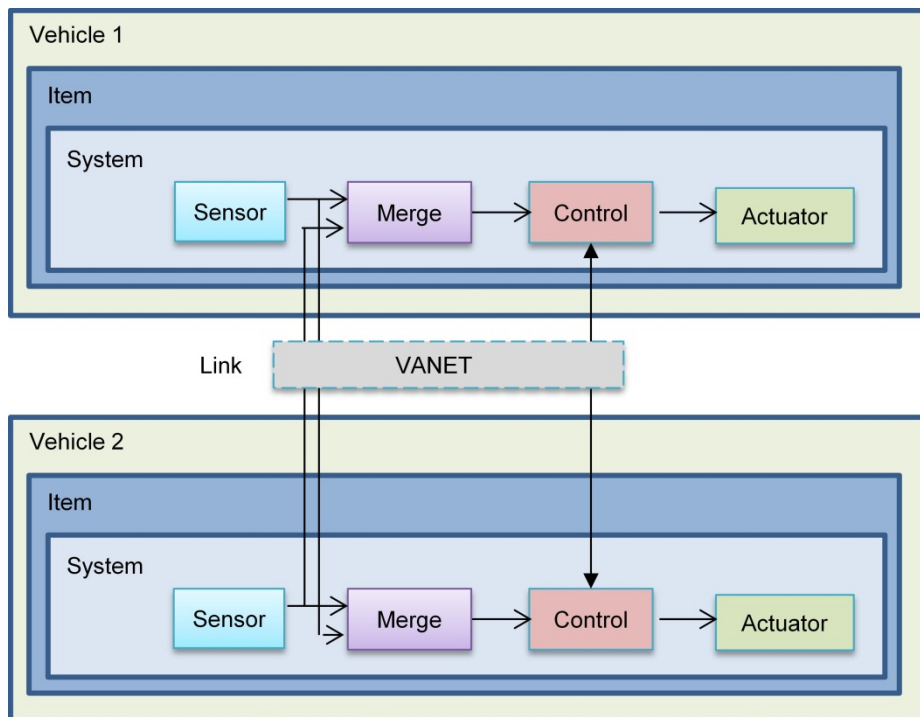 Vehicle 1
Item
System
Sensor
Merge
Control
Actuator
Link
VANET
Vehicle 2
Item
System
Sensor
Merge
Control
Actuator